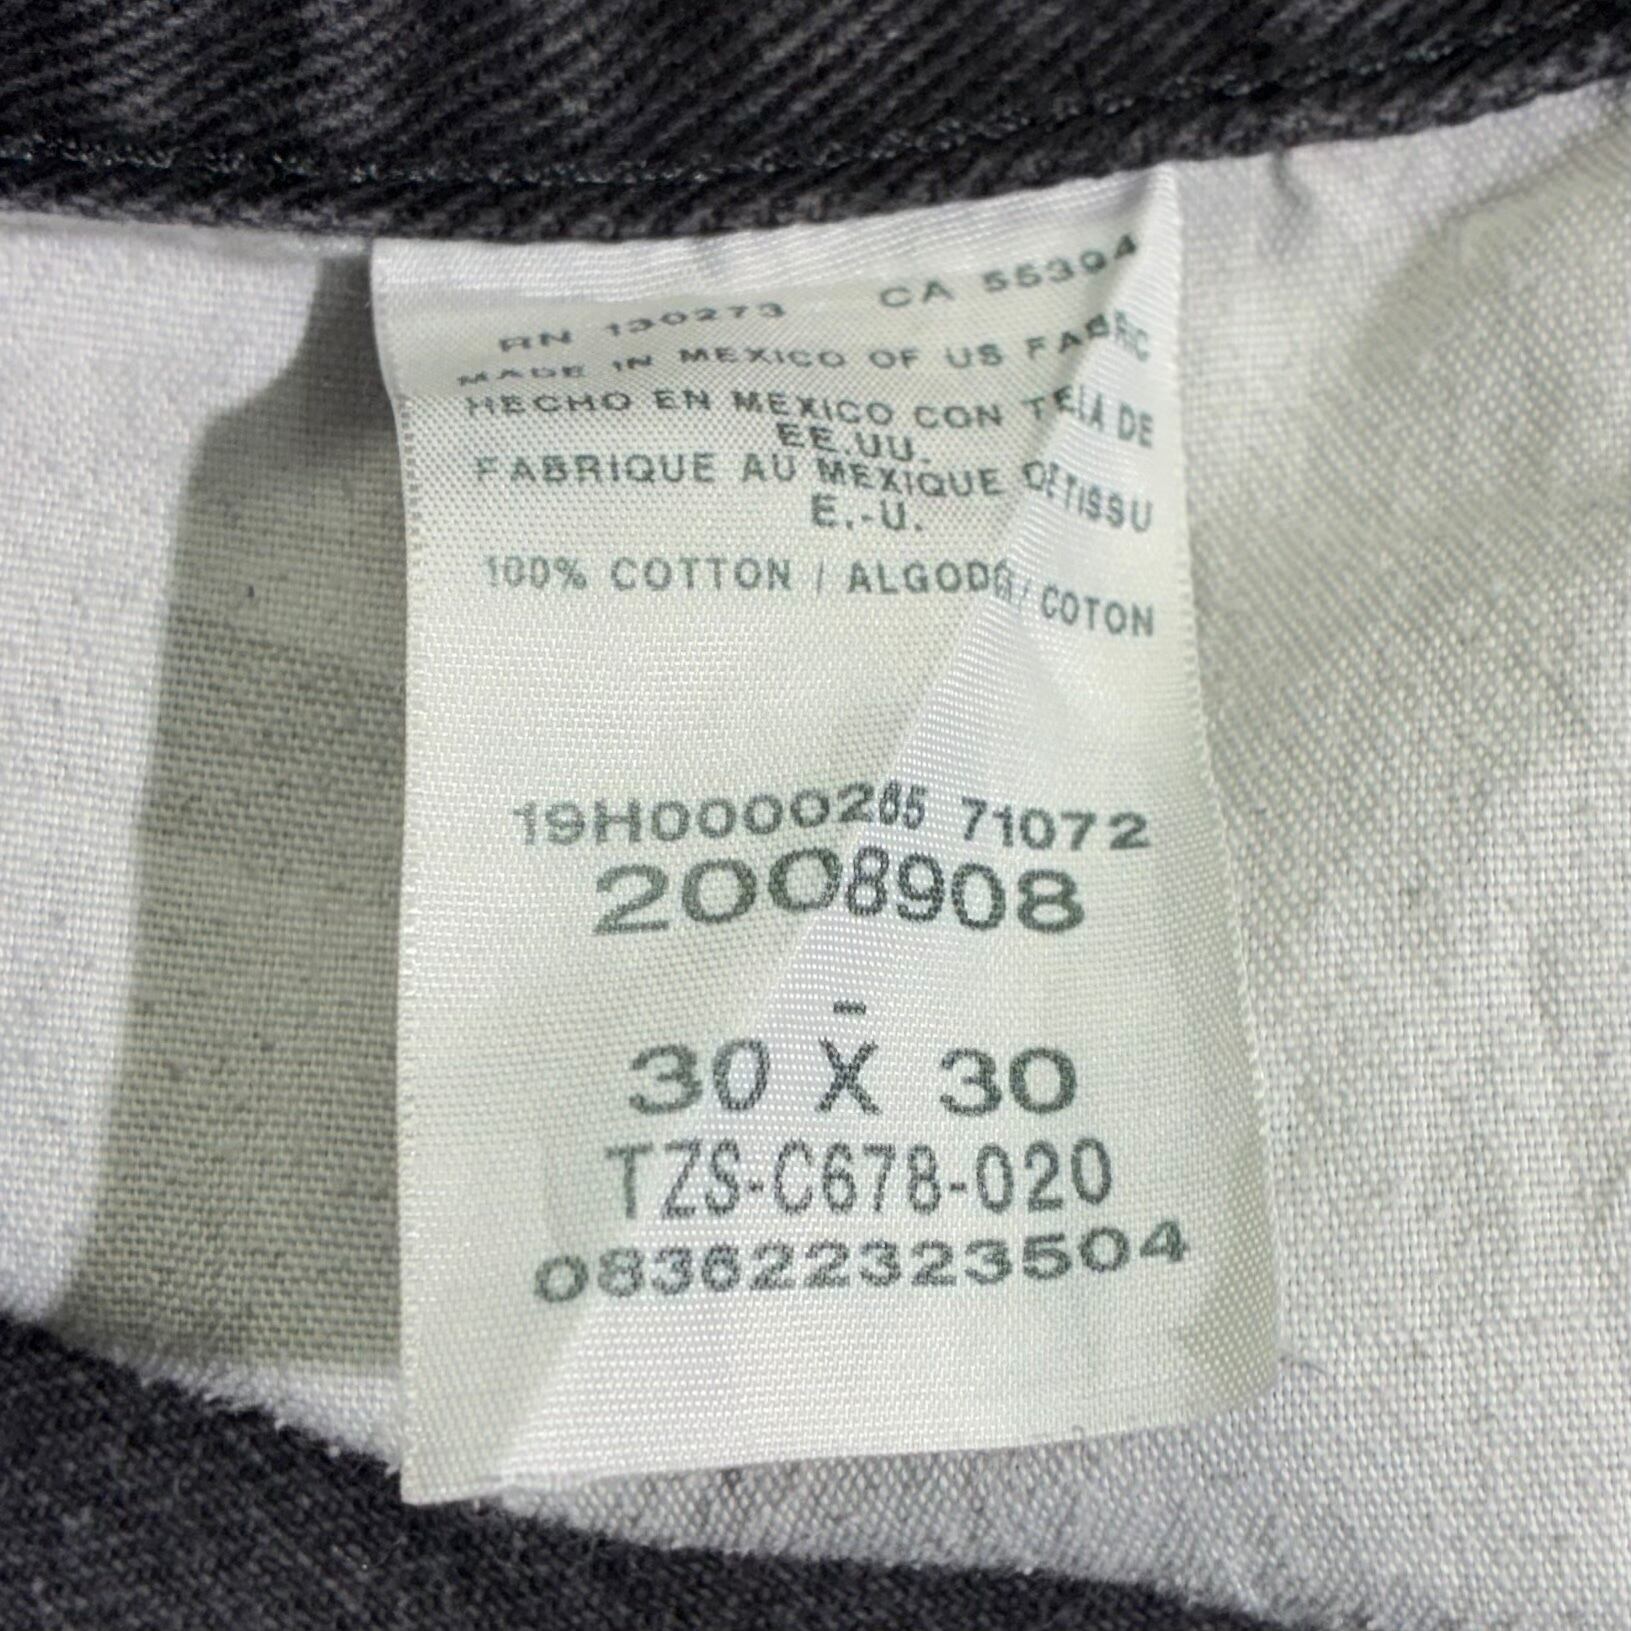 RN 130273 CA 55394
MADE IN MEXICO OF US FABRIC
HECHO EN MEXICO CON TELA DE
EE.UU.
FABRIQUE AU MEXIQUE DE TISSU
E.-U.
100% COTTON / ALGODÓN / COTON
19H0000265 71072
2008908
-
30 X 30
TZS-C678-020
083622323504